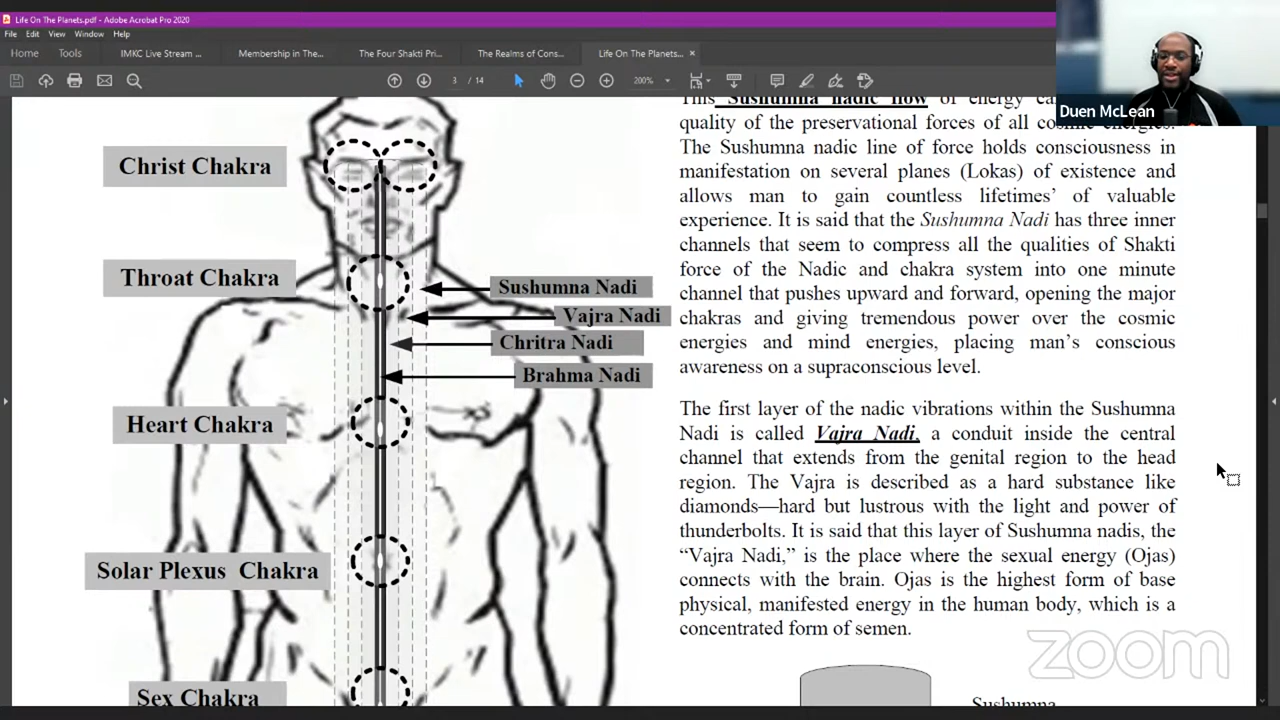 Life On The Planets.pdf - Adobe Acrobat Pro 2020
File Edit View Window Help
Home Tools IMKC Live Stream ... Membership in The... The Four Shakti Pri... The Realms of Cons... Life On The Planets... ×
3 / 14 200%
Duen McLean
Christ Chakra
Throat Chakra
Sushumna Nadi
Vajra Nadi
Chritra Nadi
Brahma Nadi
Heart Chakra
Solar Plexus Chakra
Sex Chakra
This Sushumna nadic flow of energy
quality of the preservational forces of all cosmic energies.
The Sushumna nadic line of force holds consciousness in
manifestation on several planes (Lokas) of existence and
allows man to gain countless lifetimes’ of valuable
experience. It is said that the Sushumna Nadi has three inner
channels that seem to compress all the qualities of Shakti
force of the Nadic and chakra system into one minute
channel that pushes upward and forward, opening the major
chakras and giving tremendous power over the cosmic
energies and mind energies, placing man’s conscious
awareness on a supraconscious level.
The first layer of the nadic vibrations within the Sushumna
Nadi is called Vajra Nadi, a conduit inside the central
channel that extends from the genital region to the head
region. The Vajra is described as a hard substance like
diamonds—hard but lustrous with the light and power of
thunderbolts. It is said that this layer of Sushumna nadis, the
“Vajra Nadi,” is the place where the sexual energy (Ojas)
connects with the brain. Ojas is the highest form of base
physical, manifested energy in the human body, which is a
concentrated form of semen.
zoom
Sushumna